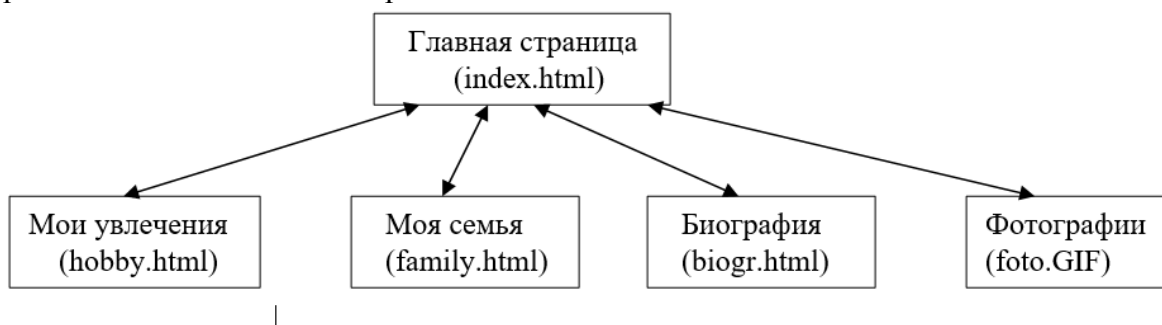 Главная страница
(index.html)
Мои увлечения
(hobby.html)
Моя семья
(family.html)
Биография
(biogr.html)
Фотографии
(foto.GIF)